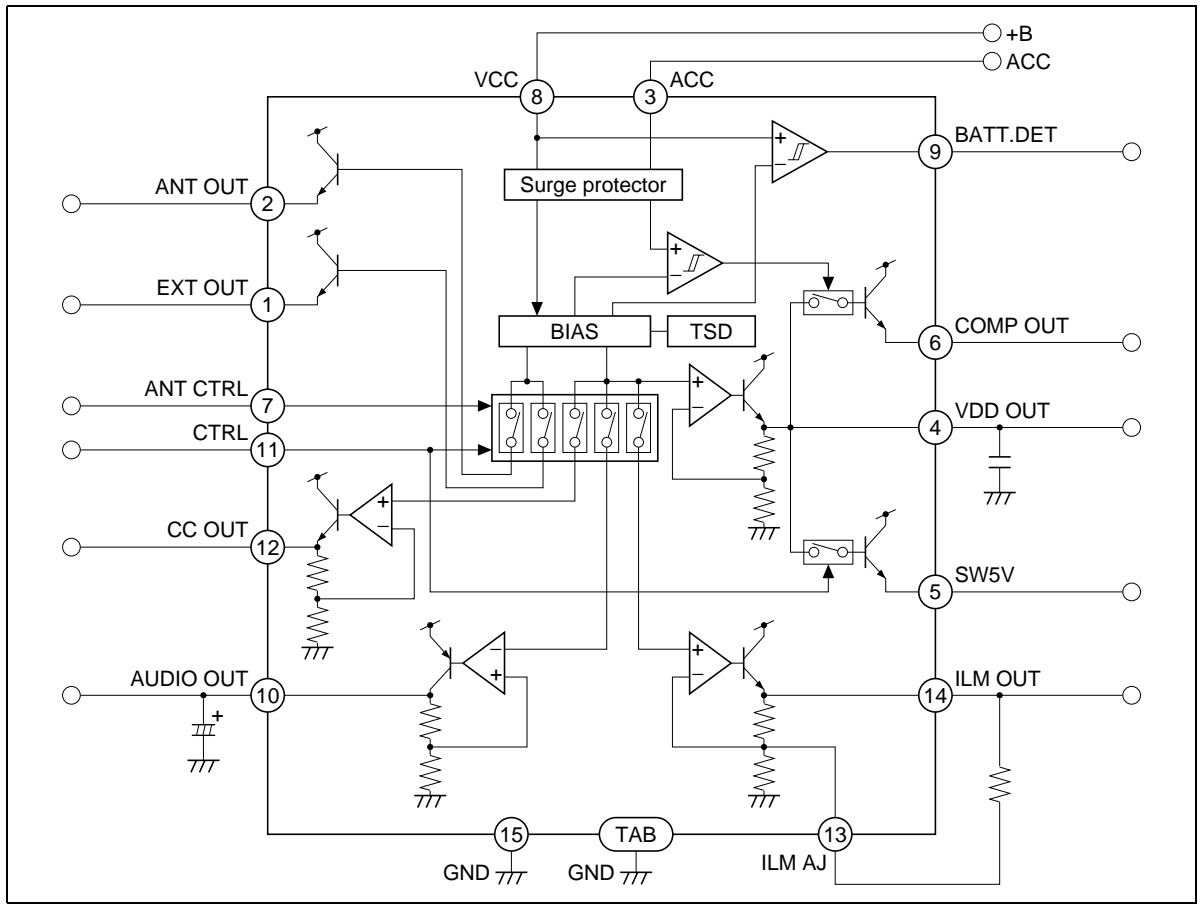 +B
ACC
VCC
ACC
8
3
BATT.DET
9
+
−
ANT OUT
2
Surge protector
+
−
EXT OUT
1
COMP OUT
6
BIAS
TSD
ANT CTRL
7
+
−
VDD OUT
4
CTRL
11
CC OUT
12
+
−
SW5V
5
AUDIO OUT
10
+
−
+
+
−
ILM OUT
14
15
TAB
13
GND
GND
ILM AJ